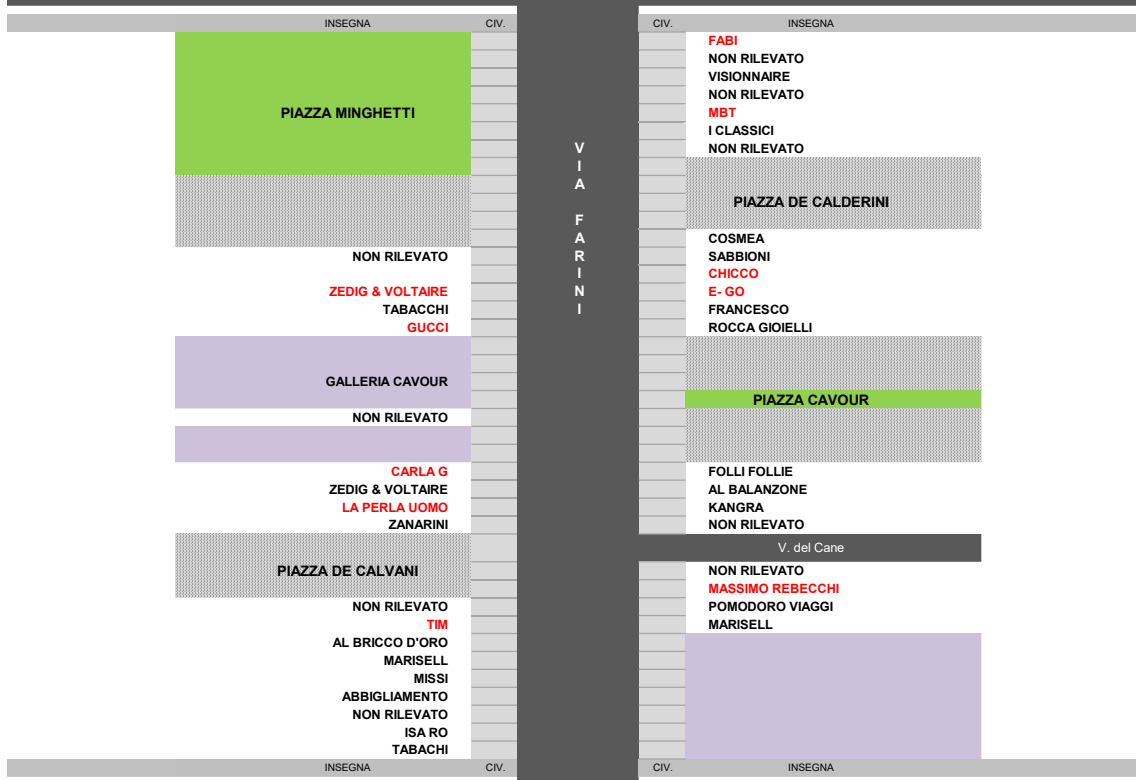 INSEGNA CIV. CIV. INSEGNA
FABI
NON RILEVATO
VISIONNAIRE
NON RILEVATO
PIAZZA MINGHETTI MBT
I CLASSICI
NON RILEVATO
PIAZZA DE CALDERINI
VIA FARINI
COSMEA
NON RILEVATO SABBIONI
CHICCO
ZEDIG & VOLTAIRE E- GO
TABACCHI FRANCESCO
GUCCI ROCCA GIOIELLI
GALLERIA CAVOUR
PIAZZA CAVOUR
NON RILEVATO
CARLA G FOLLI FOLLIE
ZEDIG & VOLTAIRE AL BALANZONE
LA PERLA UOMO KANGRA
ZANARINI NON RILEVATO
V. del Cane
PIAZZA DE CALVANI NON RILEVATO
MASSIMO REBECCHI
NON RILEVATO POMODORO VIAGGI
TIM MARISELL
AL BRICCO D'ORO
MARISELL
MISSI
ABBIGLIAMENTO
NON RILEVATO
ISA RO
TABACHI
INSEGNA CIV. CIV. INSEGNA